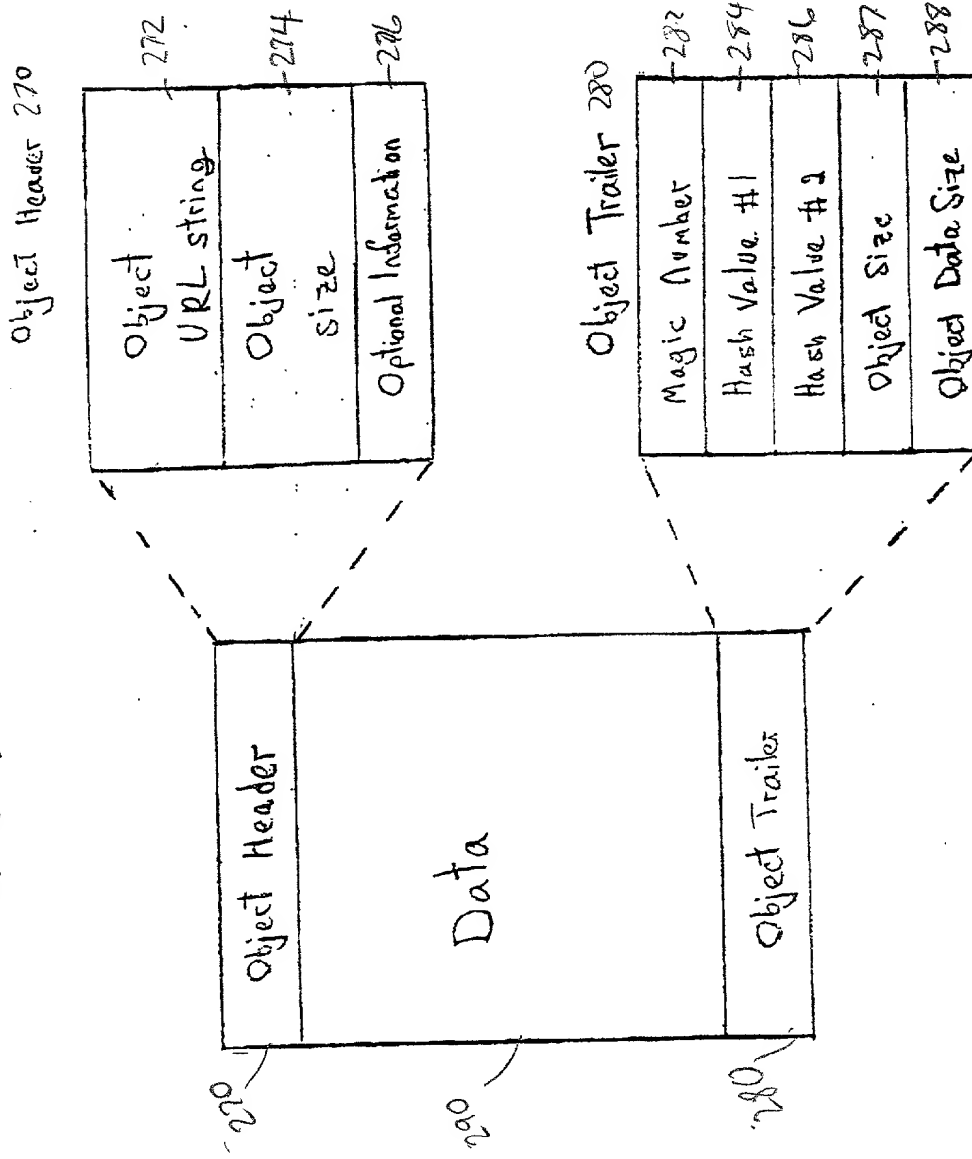 Object Header 270
Object
URL string
272
Object
size
274
Optional Information
276
Object Header
270
Data
290
Object Trailer
280
Object Trailer 280
Magic Number
282
Hash Value #1
284
Hash Value #2
286
Object Size
287
Object Data Size
288